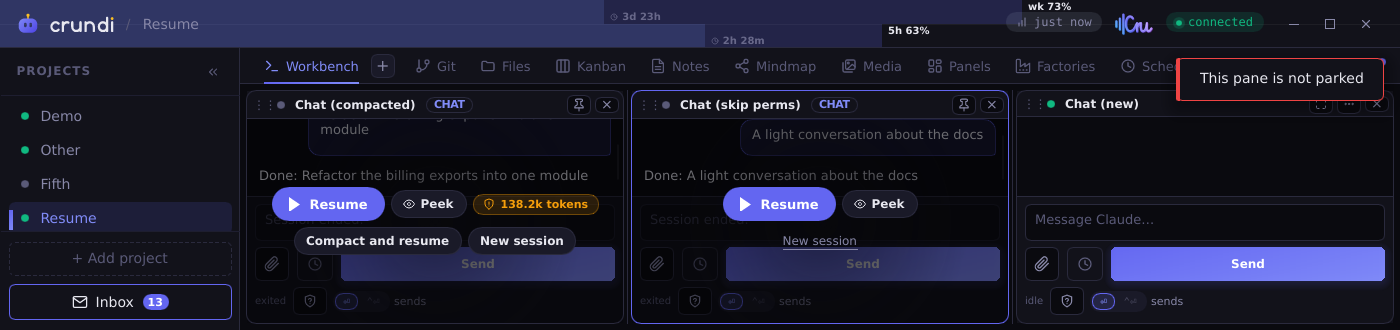 crundi / Resume
3d 23h
wk 73%
2h 28m
5h 63%
just now
Cru
connected
PROJECTS
Workbench
Git
Files
Kanban
Notes
Mindmap
Media
Panels
Factories
This pane is not parked
Demo
Other
Fifth
Resume
+ Add project
Inbox 13
Chat (compacted) CHAT
module
Done: Refactor the billing exports into one module
Resume
Peek
138.2k tokens
Compact and resume
New session
Send
exited
sends
Chat (skip perms) CHAT
A light conversation about the docs
Done: A light conversation about the docs
Resume
Peek
Session ende
New session
Send
exited
sends
Chat (new)
Message Claude...
Send
idle
sends